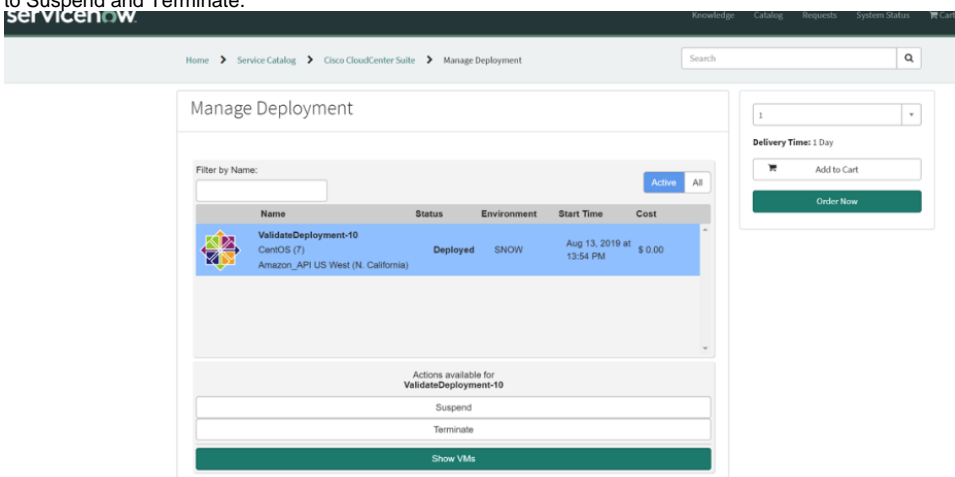 to Suspend and Terminate.
servicenow
Knowledge Catalog Requests System Status Cart
Home > Service Catalog > Cisco CloudCenter Suite > Manage Deployment
Search
Manage Deployment
1
Delivery Time: 1 Day
Filter by Name:
Active All
Add to Cart
Order Now
Name Status Environment Start Time Cost
ValidateDeployment-10
CentOS (7) Deployed SNOW Aug 13, 2019 at $ 0.00
13:54 PM
Amazon_API US West (N. California)
Actions available for
ValidateDeployment-10
Suspend
Terminate
Show VMs